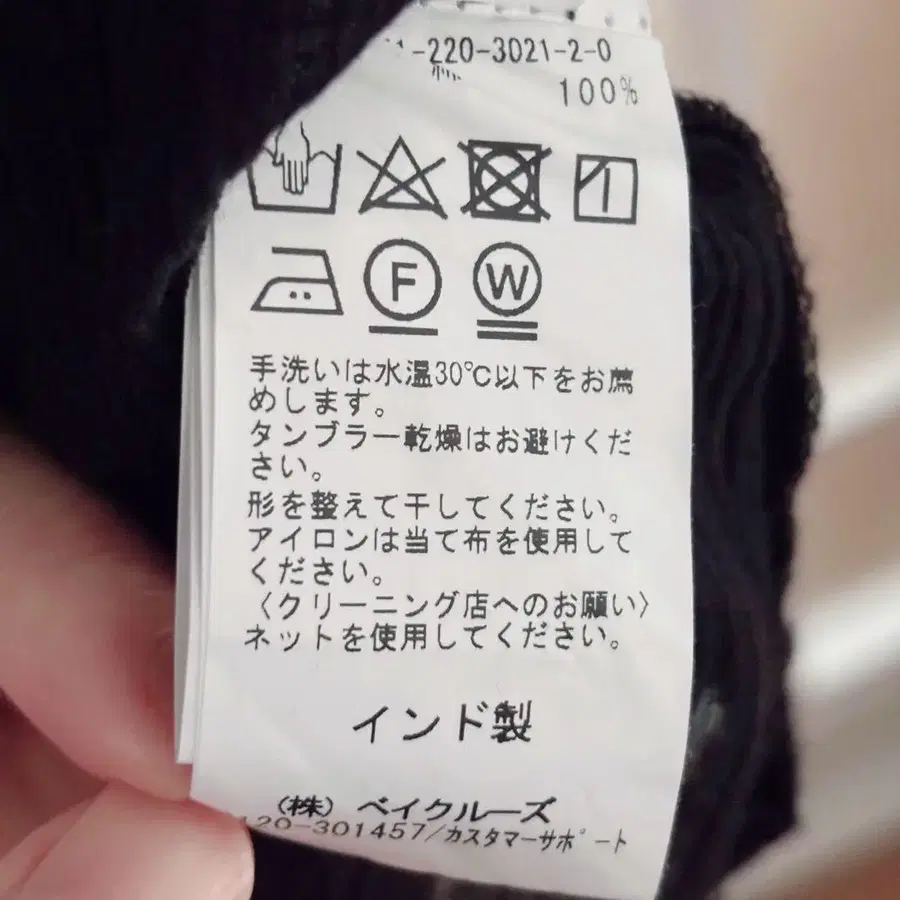 -220-3021-2-0
100%
F
W
手洗いは水温30℃以下をお薦
めします。
タンブラー乾燥はお避けくだ
さい。
形を整えて干してください。
アイロンは当て布を使用して
ください。
〈クリーニング店へのお願い〉
ネットを使用してください。
インド製
(株) ベイクルーズ
120-301457/カスタマーサポート